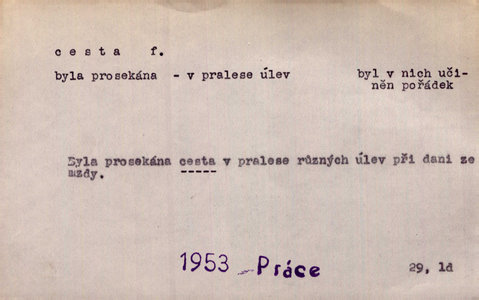 cesta f.
byla prosekána - v pralese úlev byl v nich uči-
něn pořádek
Byla prosekána cesta v pralese různých úlev při dani ze
mzdy.
1953 Práce 29, 1d